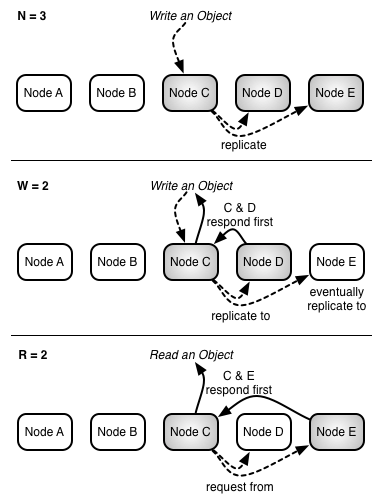 N = 3
Write an Object
Node A
Node B
Node C
Node D
Node E
replicate
W = 2
Write an Object
C & D
respond first
Node A
Node B
Node C
Node D
Node E
replicate to
eventually
replicate to
R = 2
Read an Object
C & E
respond first
Node A
Node B
Node C
Node D
Node E
request from